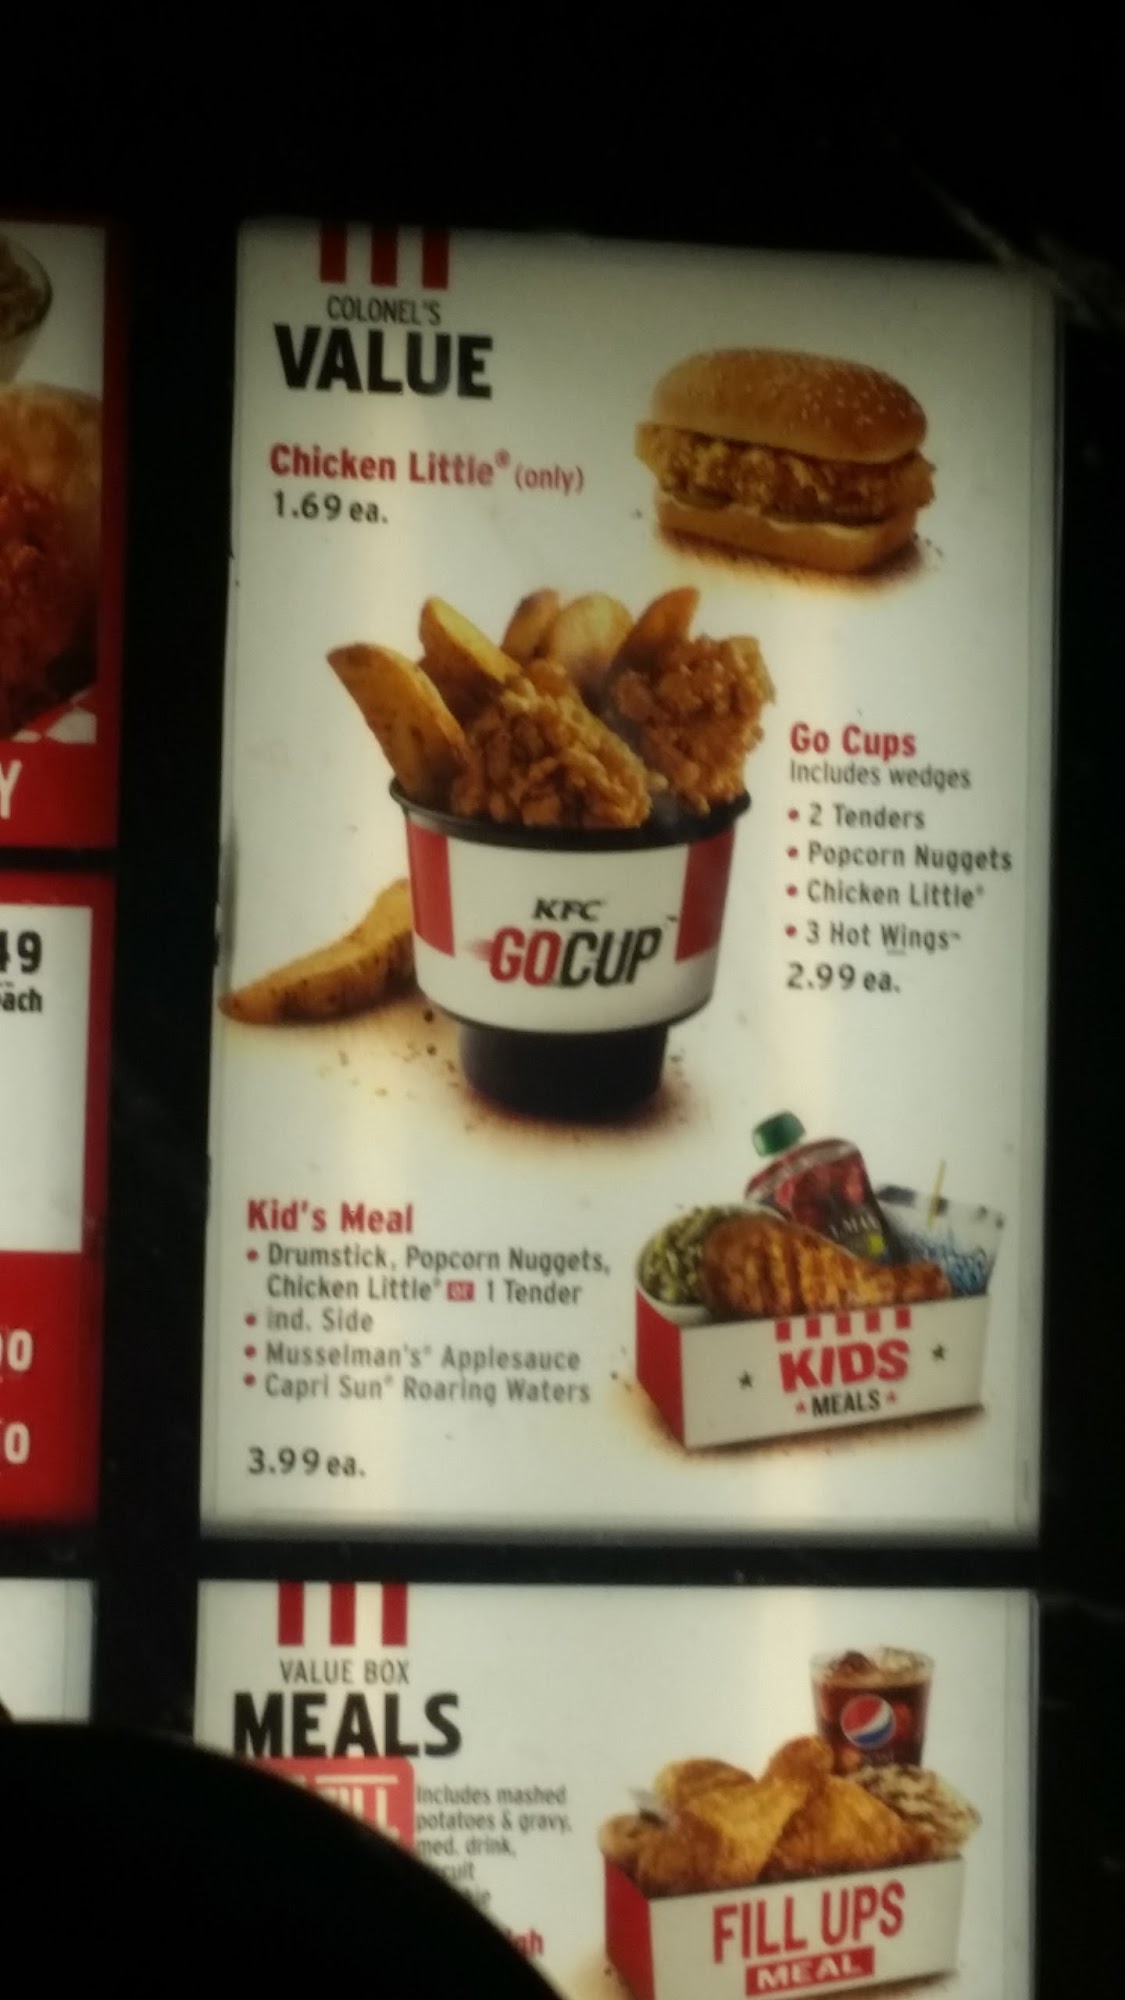 COLONEL'S
VALUE
Chicken Little® (only)
1.69 ea.
Go Cups
Includes wedges
• 2 Tenders
• Popcorn Nuggets
• Chicken Little®
• 3 Hot Wings™
2.99 ea.
KFC
GO CUP™
Kid's Meal
• Drumstick, Popcorn Nuggets,
Chicken Little® or 1 Tender
• ind. Side
• Musselman's® Applesauce
• Capri Sun® Roaring Waters
3.99 ea.
KIDS
MEALS
VALUE BOX
MEALS
Includes mashed
potatoes & gravy,
med. drink,
FILL UPS
MEAL
Y
49
each